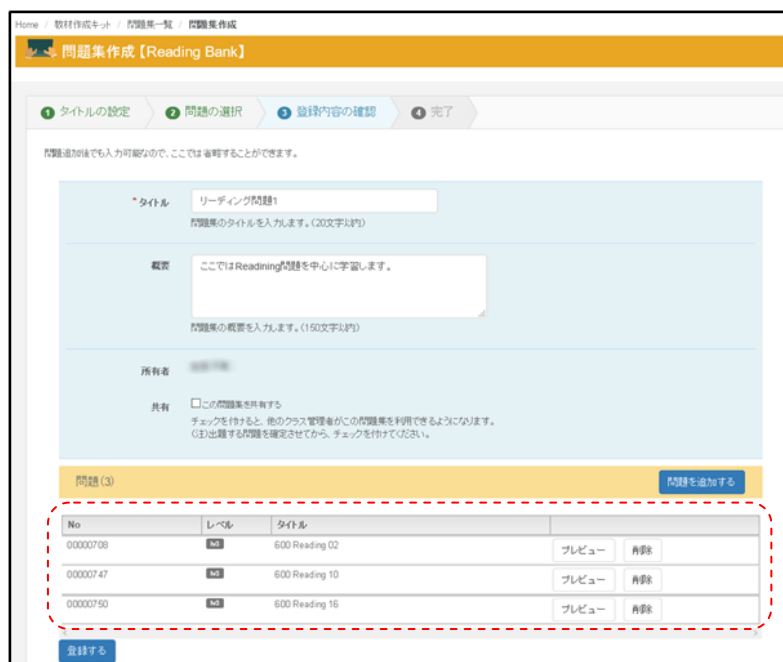 Home / 教材作成キット / 問題集一覧 / 問題集作成
問題集作成【Reading Bank】
1 タイトルの設定 2 問題の選択 3 登録内容の確認 4 完了
問題追加後でも入力可能なので、ここでは省略することができます。
*タイトル リーディング問題1
問題集のタイトルを入力します。(20文字以内)
概要 ここではReadining問題を中心に学習します。
問題集の概要を入力します。(150文字以内)
所有者
共有 この問題集を共有する
チェックを付けると、他のクラス管理者がこの問題集を利用できるようになります。
(注)出題する問題を確定させてから、チェックを付けてください。
問題(3) 問題を追加する
No レベル タイトル
00000708 lv3 600 Reading 02 プレビュー 削除
00000747 lv3 600 Reading 10 プレビュー 削除
00000750 lv3 600 Reading 16 プレビュー 削除
登録する